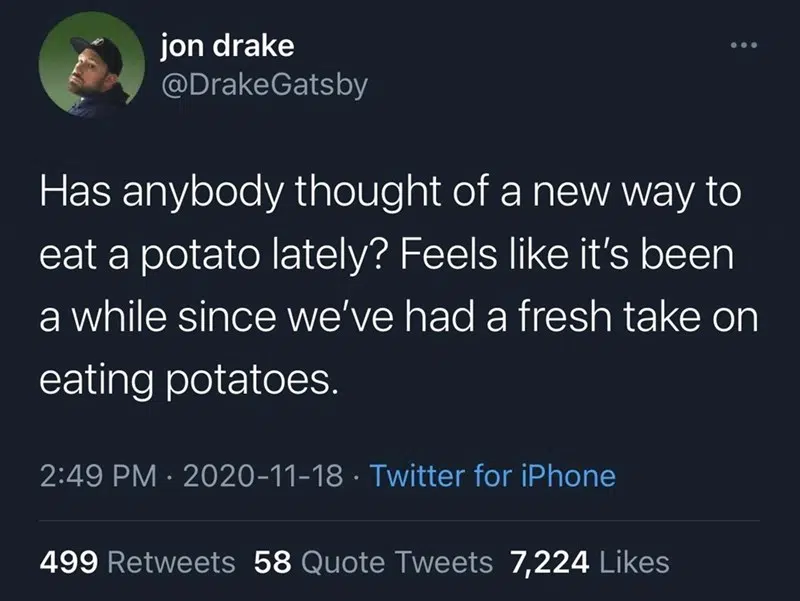 jon drake
@DrakeGatsby
Has anybody thought of a new way to
eat a potato lately? Feels like it’s been
a while since we’ve had a fresh take on
eating potatoes.
2:49 PM · 2020-11-18 · Twitter for iPhone
499 Retweets 58 Quote Tweets 7,224 Likes